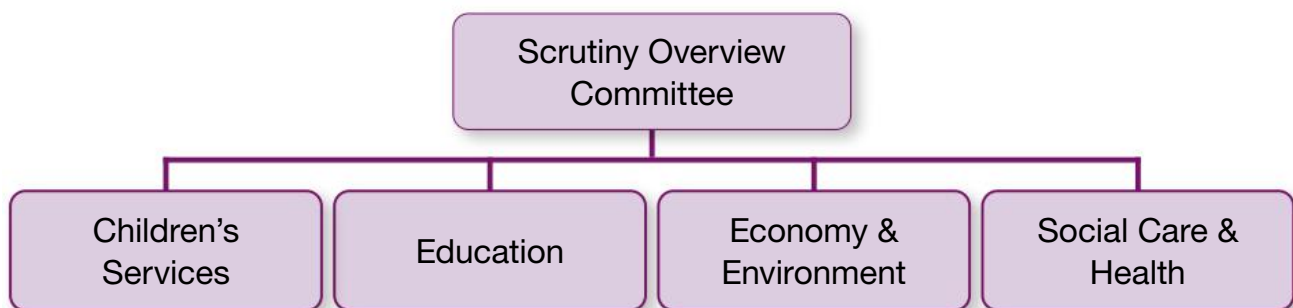 Scrutiny Overview
Committee
Children’s
Services
Education
Economy &
Environment
Social Care &
Health